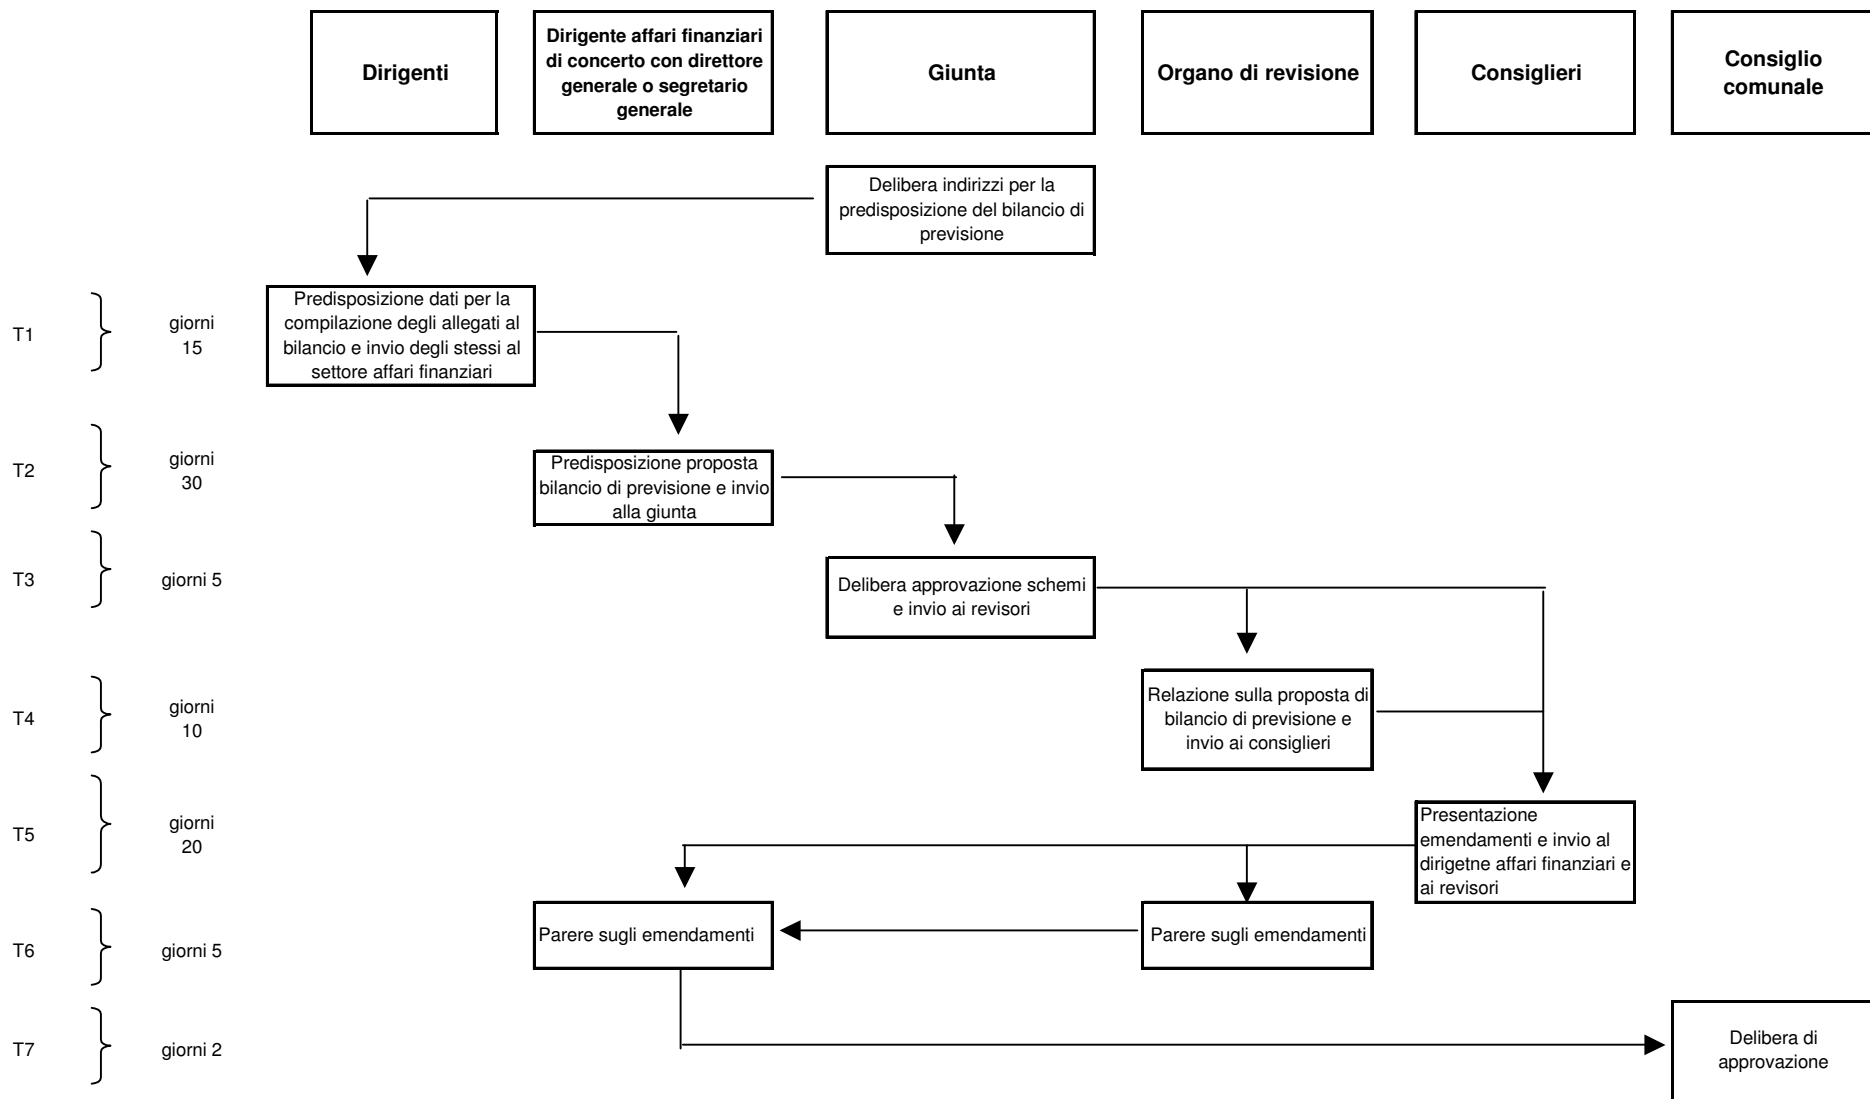 Dirigenti
Dirigente affari finanziari
di concerto con direttore
generale o segretario
generale
Giunta
Organo di revisione
Consiglieri
Consiglio
comunale
Delibera indirizzi per la
predisposizione del bilancio di
previsione
T1
giorni
15
Predisposizione dati per la
compilazione degli allegati al
bilancio e invio degli stessi al
settore affari finanziari
T2
giorni
30
Predisposizione proposta
bilancio di previsione e invio
alla giunta
T3
giorni 5
Delibera approvazione schemi
e invio ai revisori
T4
giorni
10
Relazione sulla proposta di
bilancio di previsione e
invio ai consiglieri
T5
giorni
20
Presentazione
emendamenti e invio al
dirigetne affari finanziari e
ai revisori
T6
giorni 5
Parere sugli emendamenti
Parere sugli emendamenti
T7
giorni 2
Delibera di
approvazione